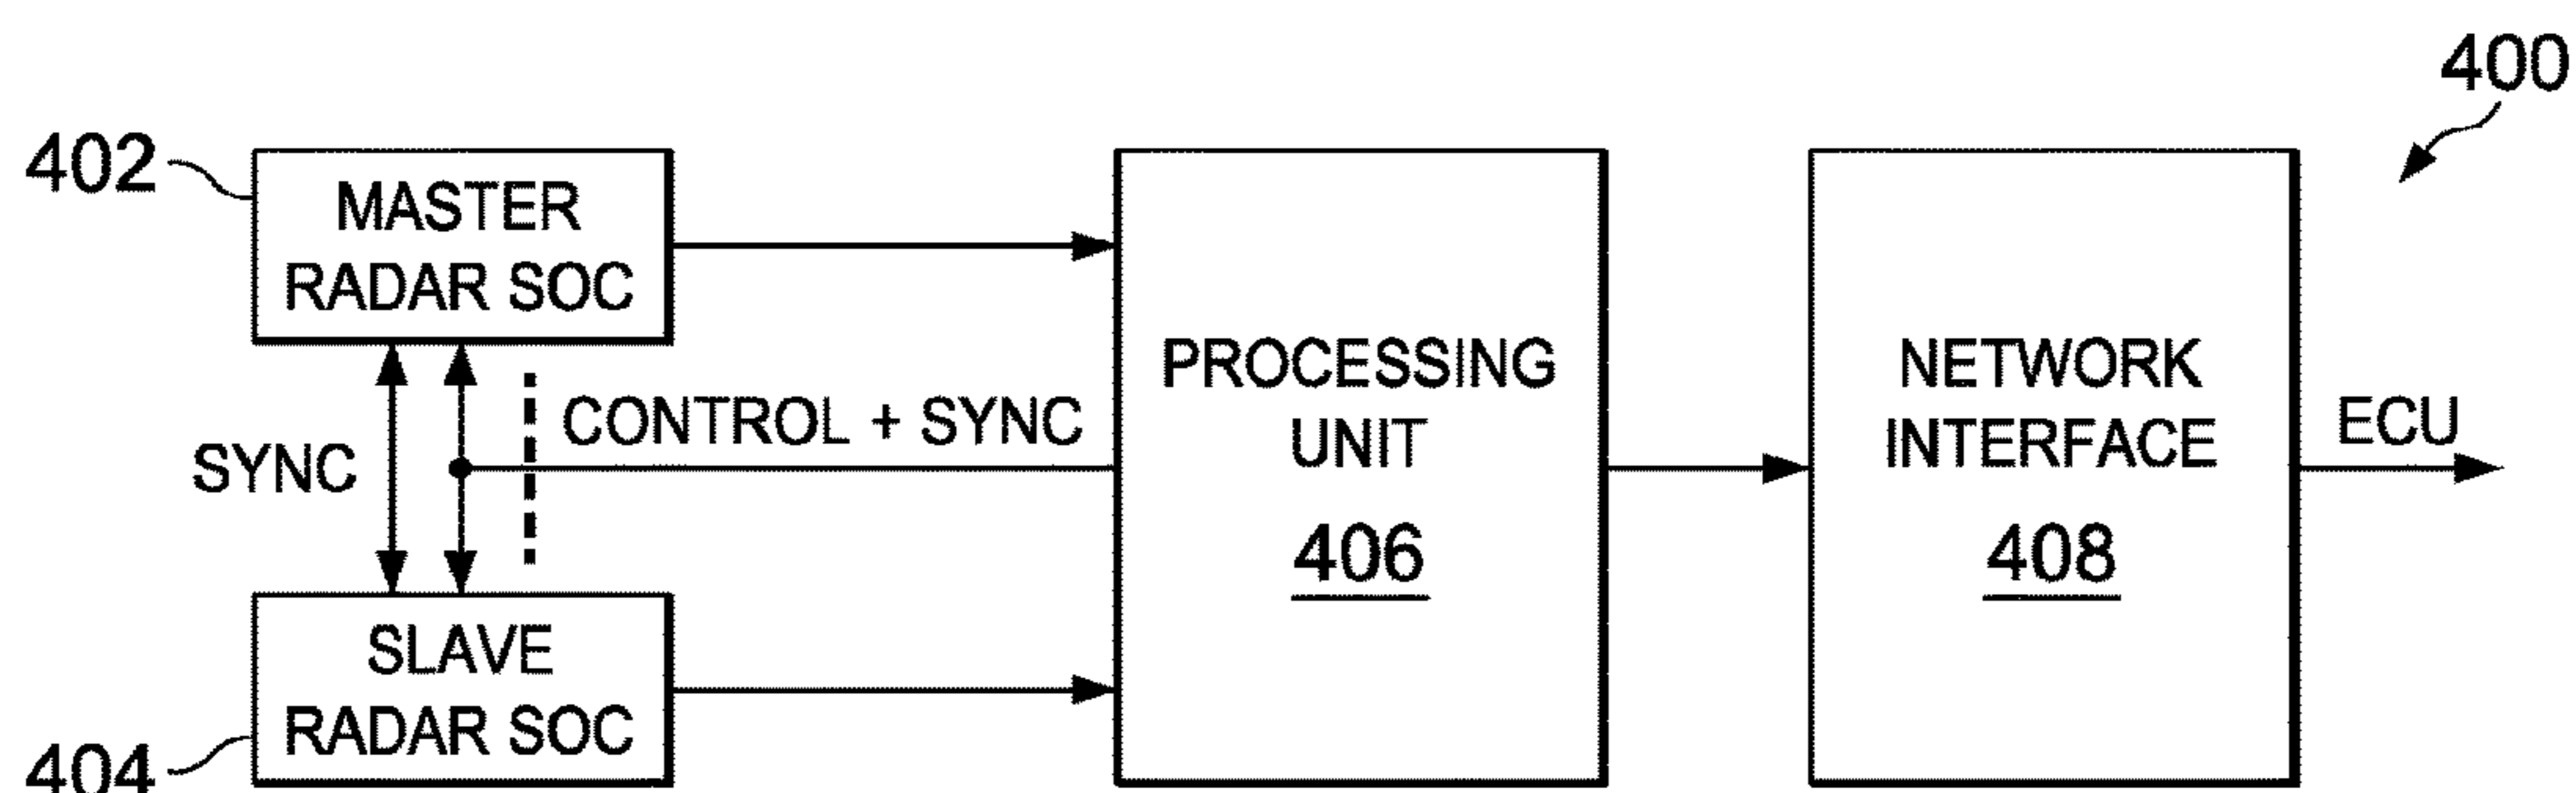 400
402
MASTER
RADAR SOC
SYNC
CONTROL + SYNC
PROCESSING
UNIT
406
NETWORK
INTERFACE
408
ECU
SLAVE
RADAR SOC
404